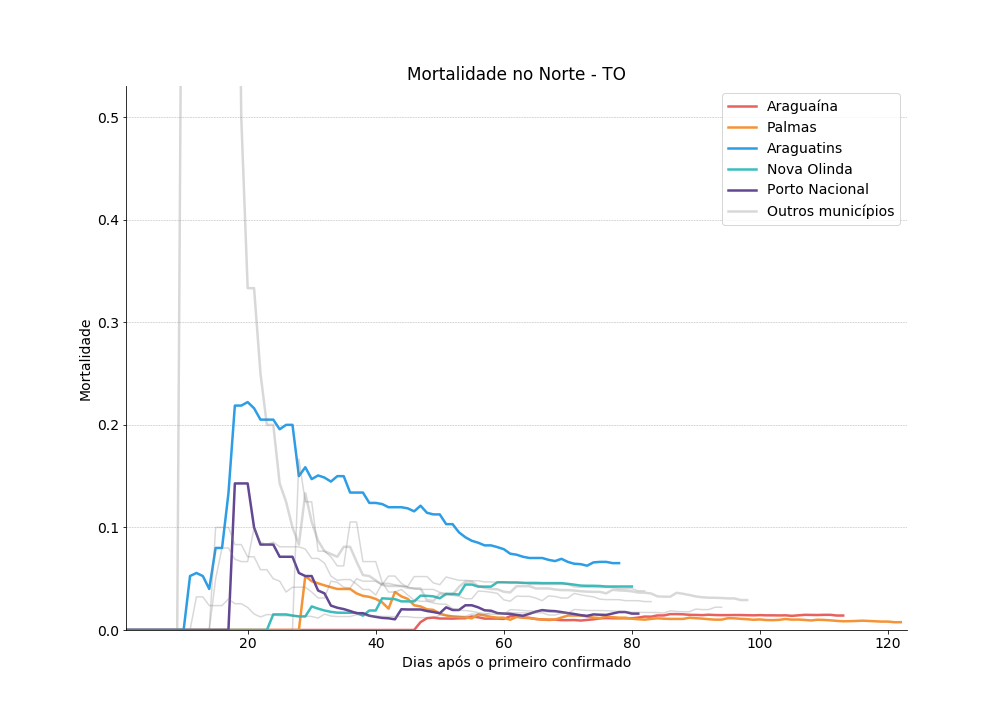 Mortalidade no Norte - TO
Araguaína
Palmas
Araguatins
Nova Olinda
Porto Nacional
Outros municípios
Mortalidade
0.5
0.4
0.3
0.2
0.1
0.0
20
40
60
80
100
120
Dias após o primeiro confirmado